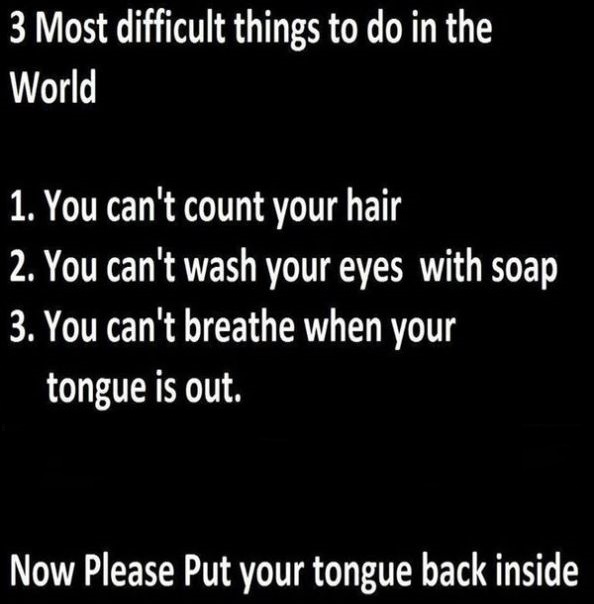 3 Most difficult things to do in the
World
1. You can't count your hair
2. You can't wash your eyes with soap
3. You can't breathe when your
tongue is out.
Now Please Put your tongue back inside